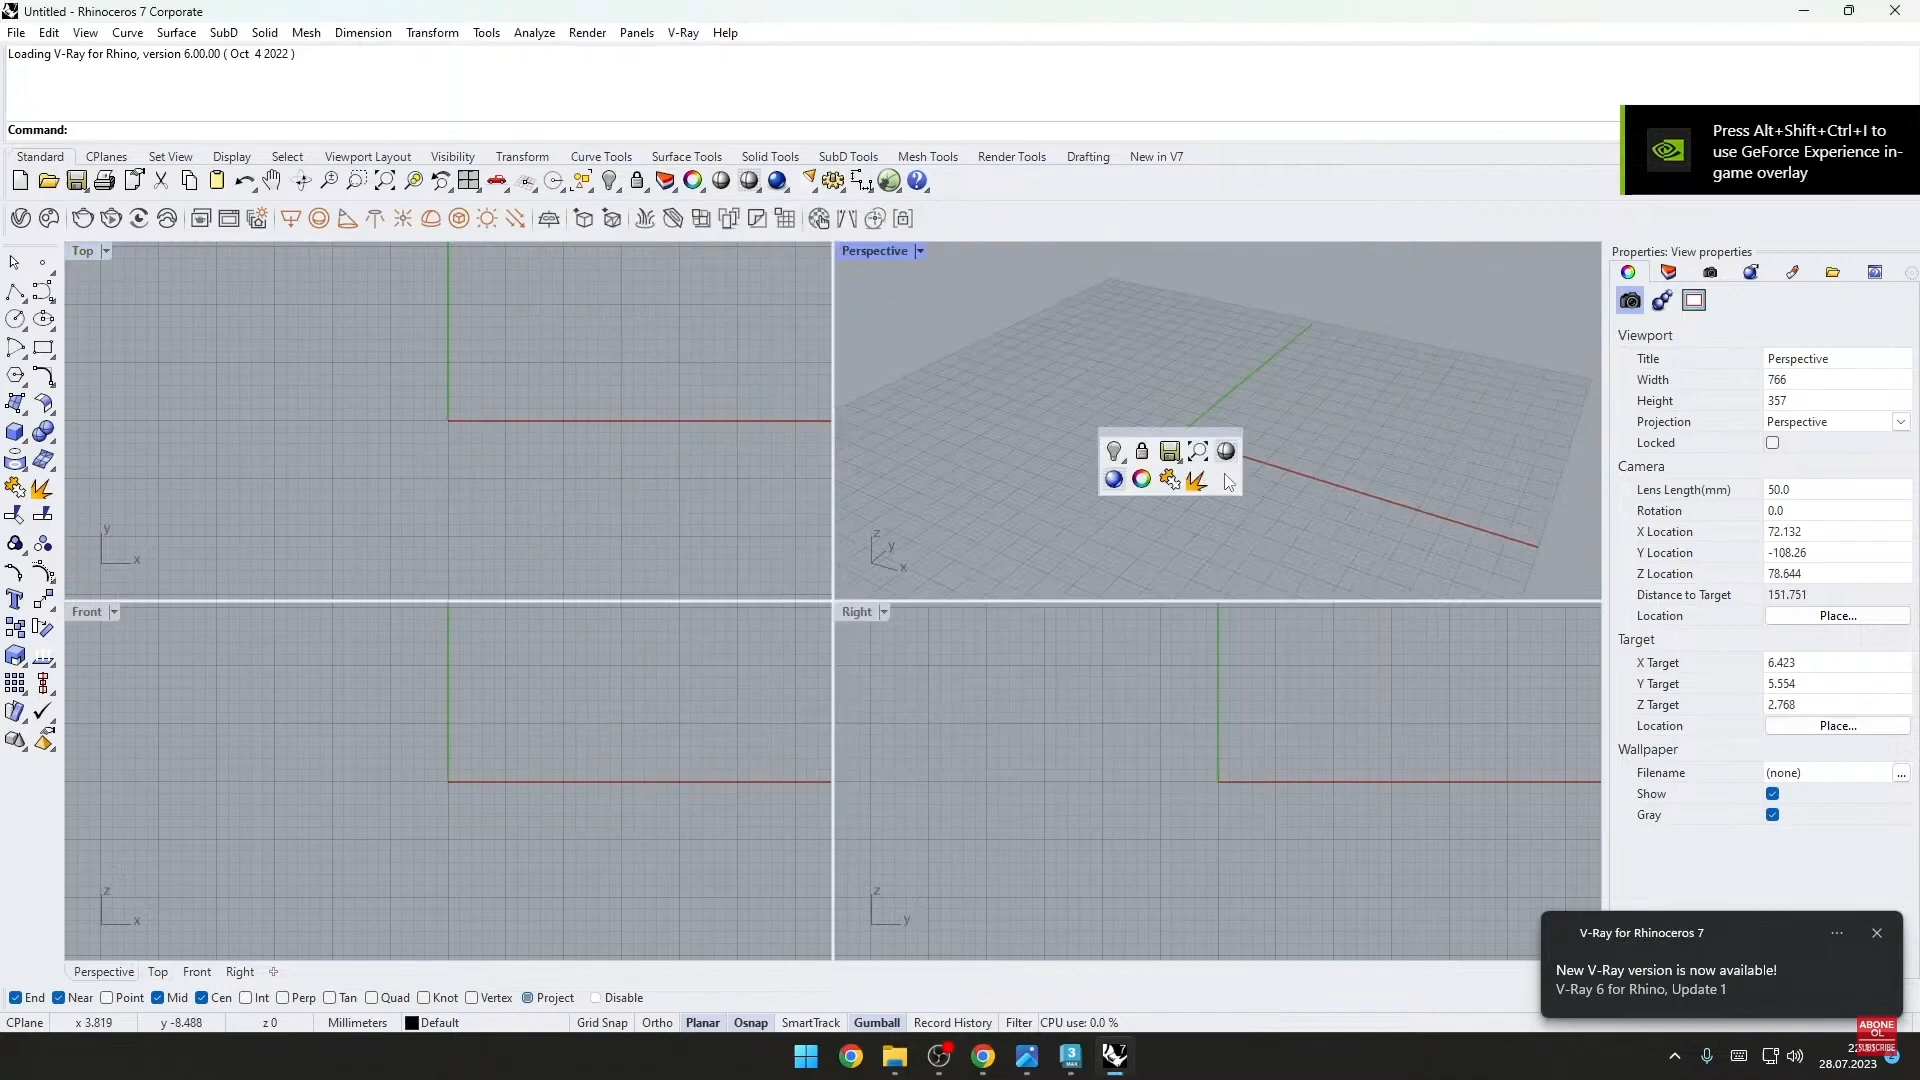 Untitled - Rhinoceros 7 Corporate
File Edit View Curve Surface SubD Solid Mesh Dimension Transform Tools Analyze Render Panels V-Ray Help
Loading V-Ray for Rhino, version 6.00.00 ( Oct 4 2022 )
Command:
Press Alt+Shift+Ctrl+I to
use GeForce Experience in-
game overlay
Standard CPlanes Set View Display Select Viewport Layout Visibility Transform Curve Tools Surface Tools Solid Tools SubD Tools Mesh Tools Render Tools Drafting New in V7
Top
y
x
Perspective
z
y
x
Front
z
x
Right
z
y
Properties: View properties
Viewport
Title Perspective
Width 766
Height 357
Projection Perspective
Locked
Camera
Lens Length(mm) 50.0
Rotation 0.0
X Location 72.132
Y Location -108.26
Z Location 78.644
Distance to Target 151.751
Location Place...
Target
X Target 6.423
Y Target 5.554
Z Target 2.768
Location Place...
Wallpaper
Filename (none) ...
Show
Gray
V-Ray for Rhinoceros 7
New V-Ray version is now available!
V-Ray 6 for Rhino, Update 1
Perspective Top Front Right
End Near Point Mid Cen Int Perp Tan Quad Knot Vertex Project Disable
CPlane x 3.819 y -8.488 z 0 Millimeters Default Grid Snap Ortho Planar Osnap SmartTrack Gumball Record History Filter CPU use: 0.0 %
ABONE
OL
SUBSCRIBE
3
MAX
7
28.07.2023